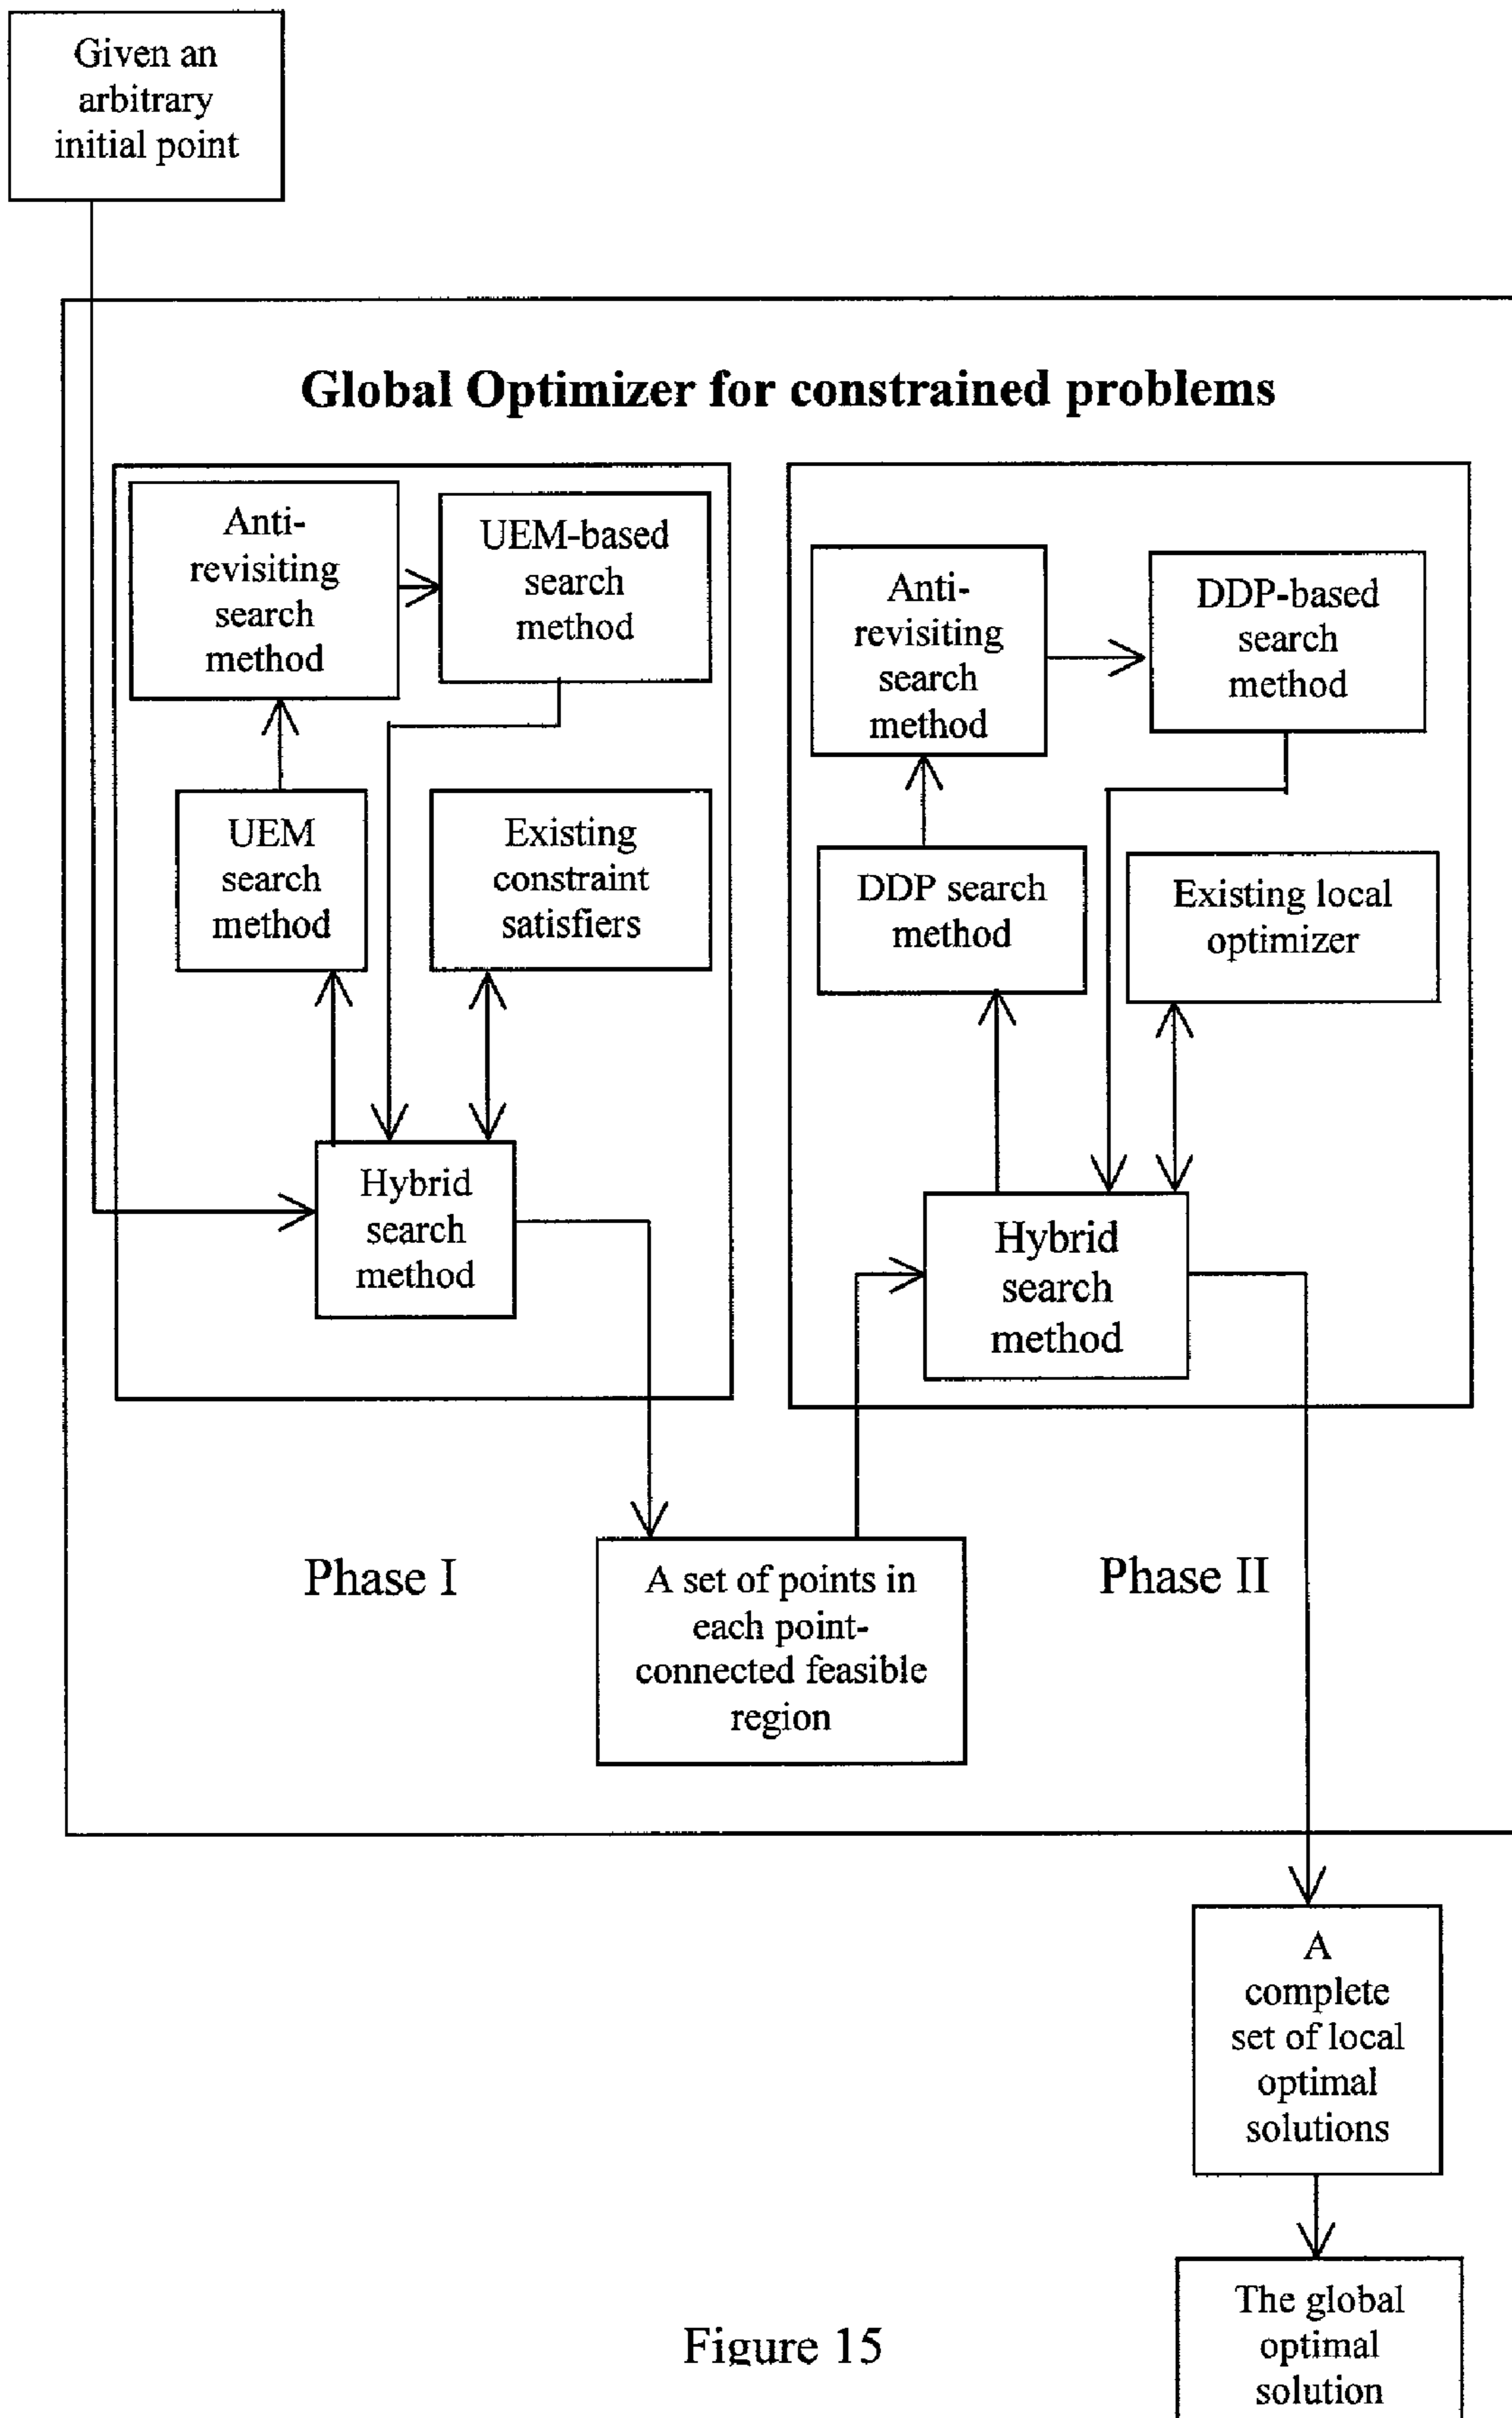 Given an
arbitrary
initial point
Global Optimizer for constrained problems
Anti-
revisiting
search
method
UEM-based
search
method
UEM
search
method
Existing
constraint
satisfiers
Hybrid
search
method
Anti-
revisiting
search
method
DDP-based
search
method
DDP search
method
Existing local
optimizer
Hybrid
search
method
Phase I
A set of points in
each point-
connected feasible
region
Phase II
A
complete
set of local
optimal
solutions
The global
optimal
solution
Figure 15